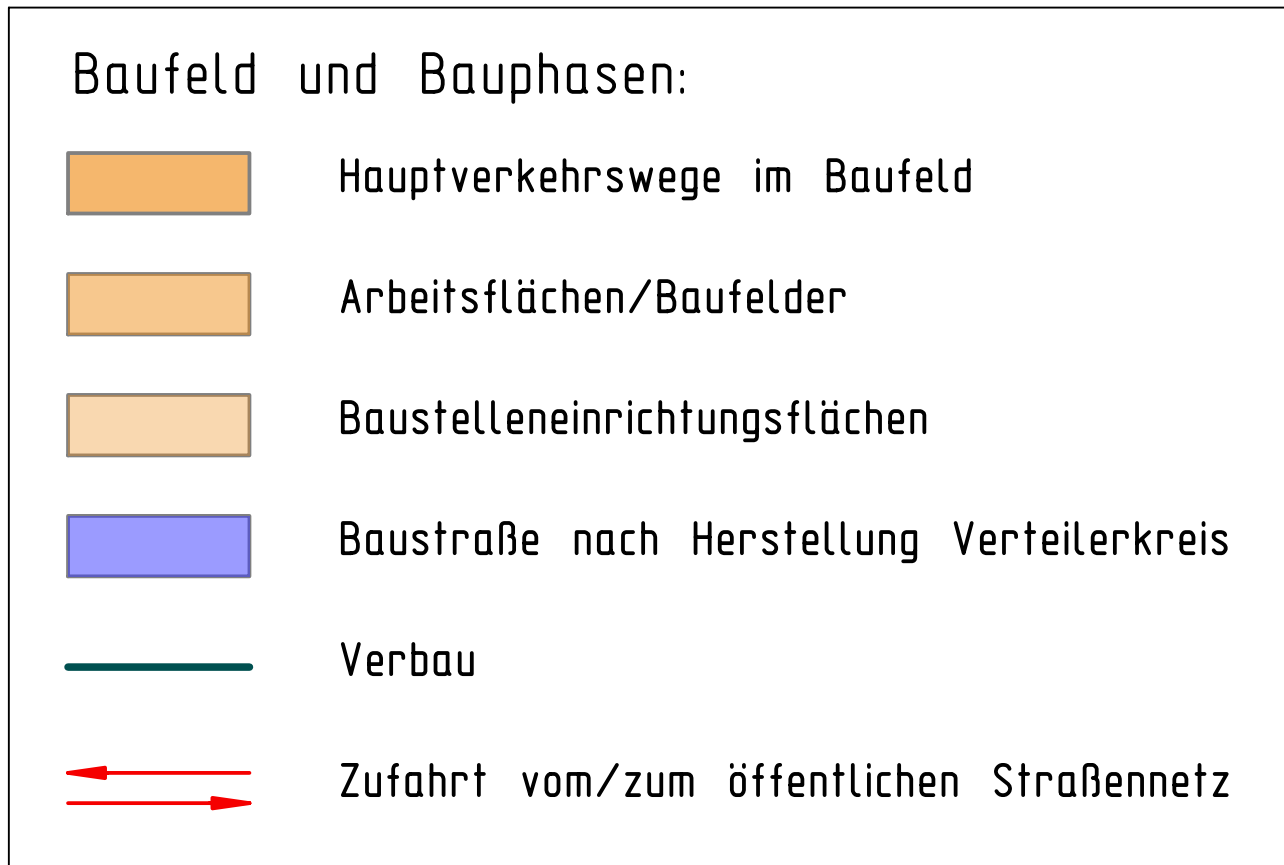 Baufeld und Bauphasen:
Hauptverkehrswege im Baufeld
Arbeitsflächen/Baufelder
Baustelleneinrichtungsflächen
Baustraße nach Herstellung Verteilerkreis
Verbau
Zufahrt vom/zum öffentlichen Straßennetz